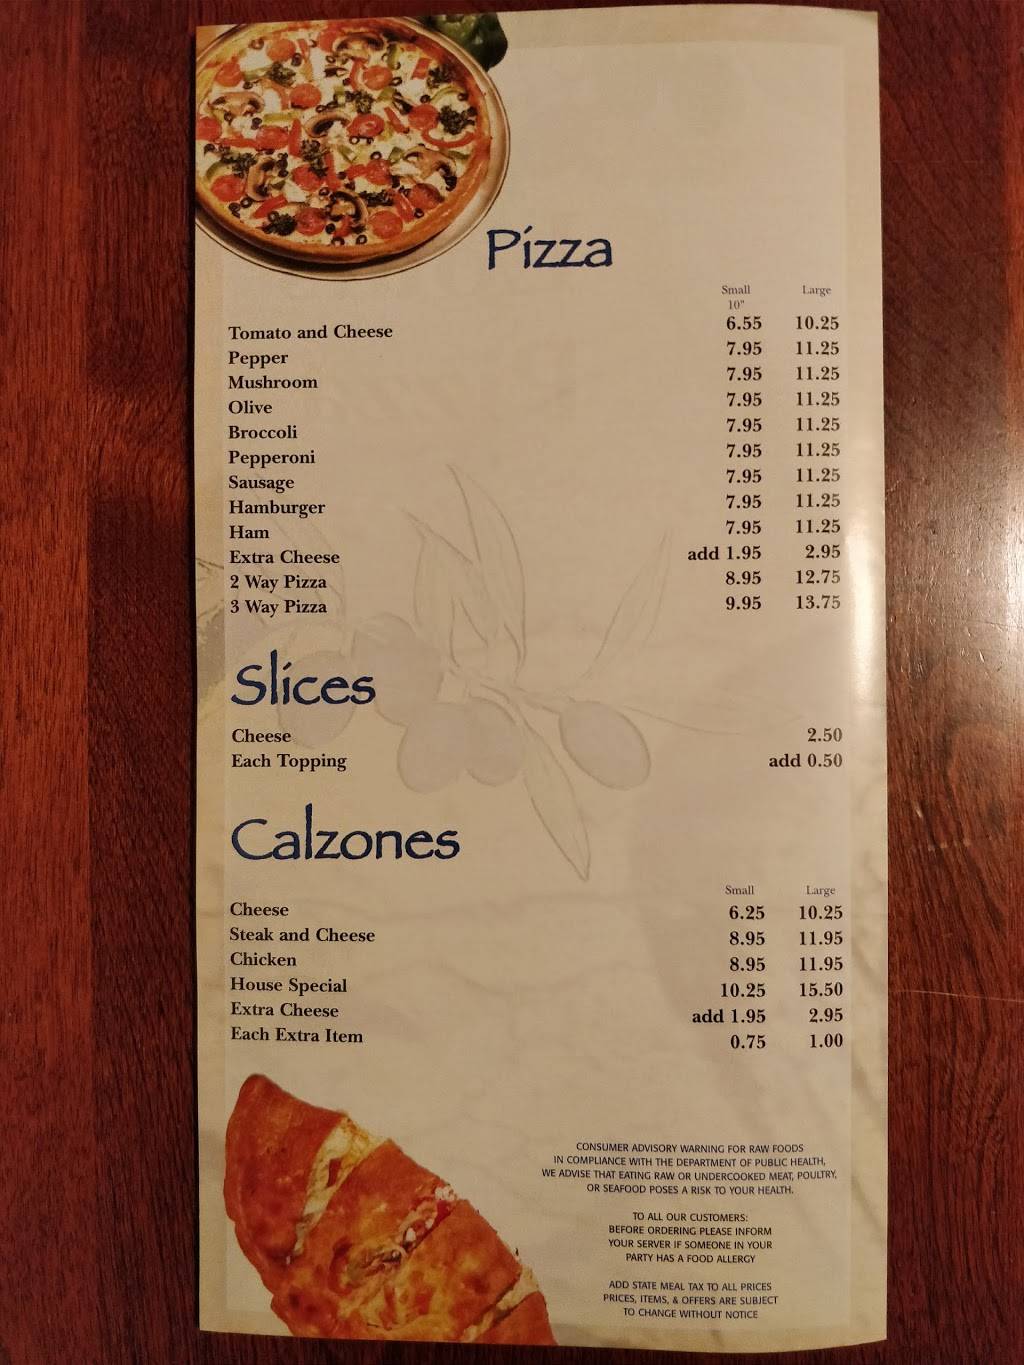 Pizza
Small Large
10"
Tomato and Cheese 6.55 10.25
Pepper 7.95 11.25
Mushroom 7.95 11.25
Olive 7.95 11.25
Broccoli 7.95 11.25
Pepperoni 7.95 11.25
Sausage 7.95 11.25
Hamburger 7.95 11.25
Ham 7.95 11.25
Extra Cheese add 1.95 2.95
2 Way Pizza 8.95 12.75
3 Way Pizza 9.95 13.75
Slices
Cheese 2.50
Each Topping add 0.50
Calzones
Small Large
Cheese 6.25 10.25
Steak and Cheese 8.95 11.95
Chicken 8.95 11.95
House Special 10.25 15.50
Extra Cheese add 1.95 2.95
Each Extra Item 0.75 1.00
CONSUMER ADVISORY WARNING FOR RAW FOODS
IN COMPLIANCE WITH THE DEPARTMENT OF PUBLIC HEALTH,
WE ADVISE THAT EATING RAW OR UNDERCOOKED MEAT, POULTRY,
OR SEAFOOD POSES A RISK TO YOUR HEALTH.
TO ALL OUR CUSTOMERS:
BEFORE ORDERING PLEASE INFORM
YOUR SERVER IF SOMEONE IN YOUR
PARTY HAS A FOOD ALLERGY
ADD STATE MEAL TAX TO ALL PRICES
PRICES, ITEMS, & OFFERS ARE SUBJECT
TO CHANGE WITHOUT NOTICE